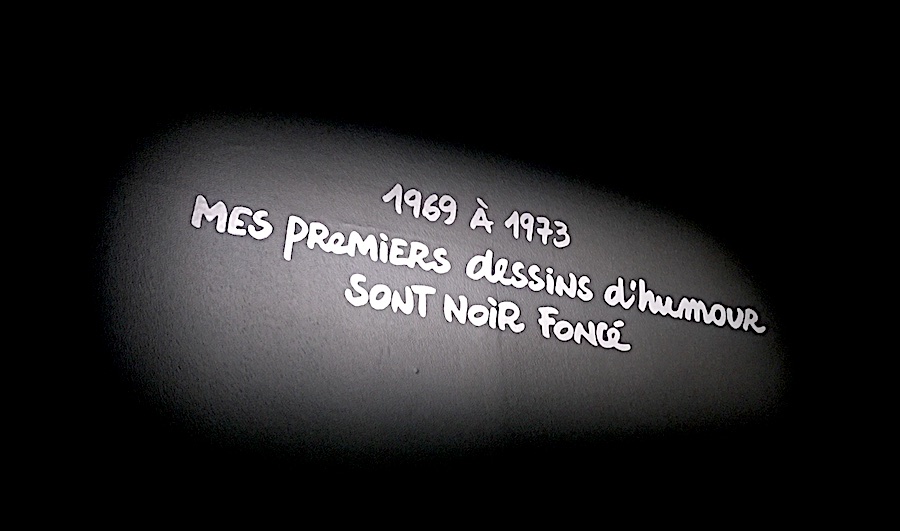 1969 À 1973
MES PREMIERS dessins d'humour
SONT NOIR FONCÉ